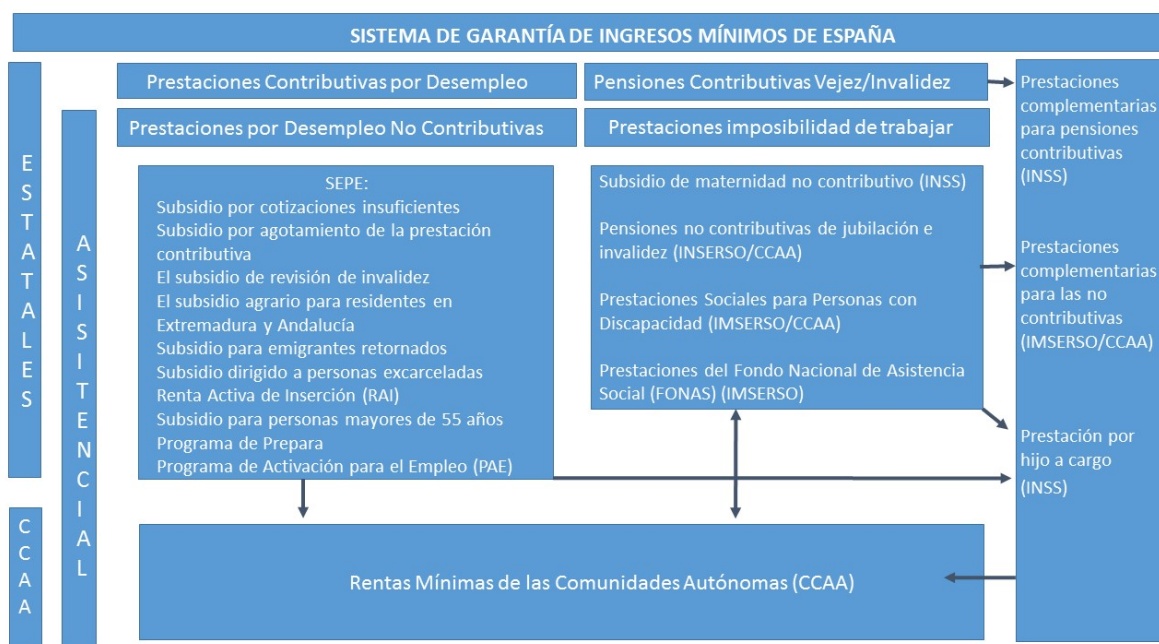 SISTEMA DE GARANTÍA DE INGRESOS MÍNIMOS DE ESPAÑA
ESTATALES
CCAA
ASISITENCIAL
Prestaciones Contributivas por Desempleo
Pensiones Contributivas Vejez/Invalidez
Prestaciones por Desempleo No Contributivas
Prestaciones imposibilidad de trabajar
SEPE:
Subsidio por cotizaciones insuficientes
Subsidio por agotamiento de la prestación
contributiva
El subsidio de revisión de invalidez
El subsidio agrario para residentes en
Extremadura y Andalucía
Subsidio para emigrantes retornados
Subsidio dirigido a personas excarceladas
Renta Activa de Inserción (RAI)
Subsidio para personas mayores de 55 años
Programa de Prepara
Programa de Activación para el Empleo (PAE)
Subsidio de maternidad no contributivo (INSS)
Pensiones no contributivas de jubilación e
invalidez (INSERSO/CCAA)
Prestaciones Sociales para Personas con
Discapacidad (IMSERSO/CCAA)
Prestaciones del Fondo Nacional de Asistencia
Social (FONAS) (IMSERSO)
Prestaciones
complementarias
para pensiones
contributivas
(INSS)
Prestaciones
complementarias
para las no
contributivas
(IMSERSO/CCAA)
Prestación por
hijo a cargo
(INSS)
Rentas Mínimas de las Comunidades Autónomas (CCAA)